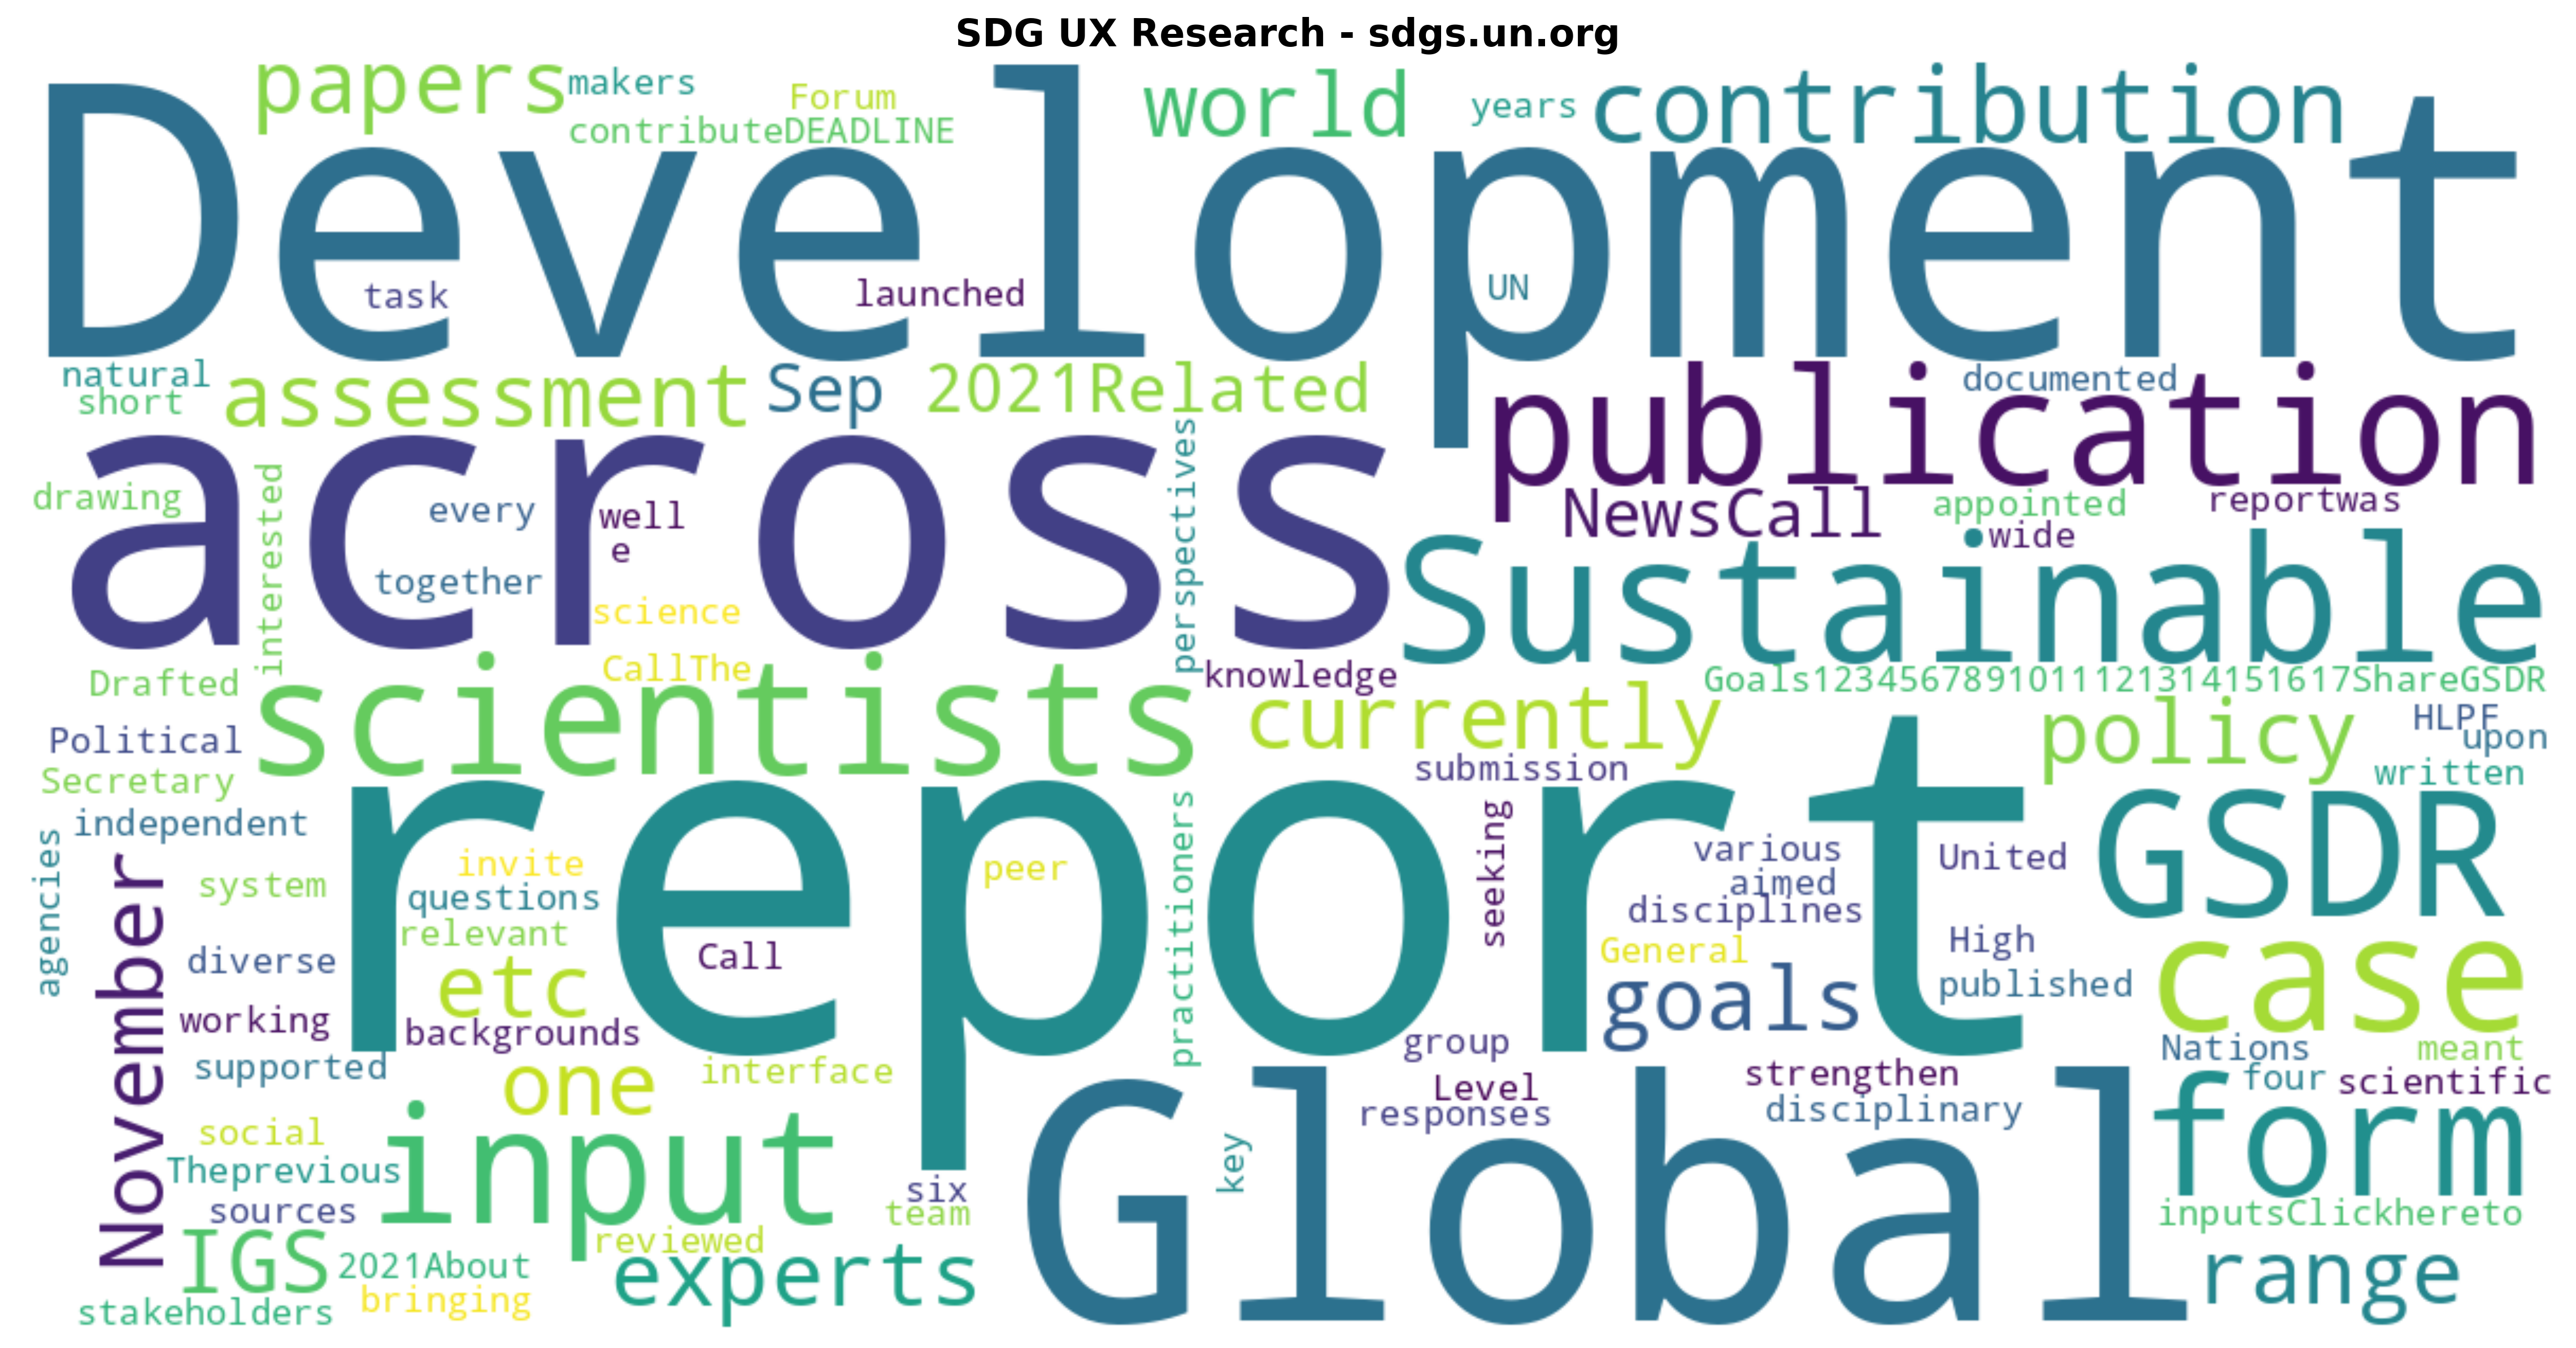 SDG UX Research - sdgs.un.org
Development
papers
makers
Forum
contributeDEADLINE
world
years
contribution
task
launched
UN
natural
short
assessment
Sep
2021Related
publication
documented
across
drawing
interested
every
well
e
together
science
perspectives
NewsCall
appointed
reportwas
wide
Sustainable
Drafted
CallThe
scientists
knowledge
Goals1234567891011121314151617ShareGSDR
currently
policy
HLPF
upon
Political
Secretary
submission
written
report
independent
agencies
November
system
invite
questions
relevant
peer
practitioners
seeking
various
aimed
disciplines
United
GSDR
diverse
etc
Call
General
goals
High
published
case
working
backgrounds
supported
one
interface
group
Level
responses
strengthen
disciplinary
Nations
meant
four
scientific
form
Global
social
input
Theprevious
sources
six
team
key
reviewed
inputsClickhereto
IGS
2021About
experts
range
stakeholders
bringing